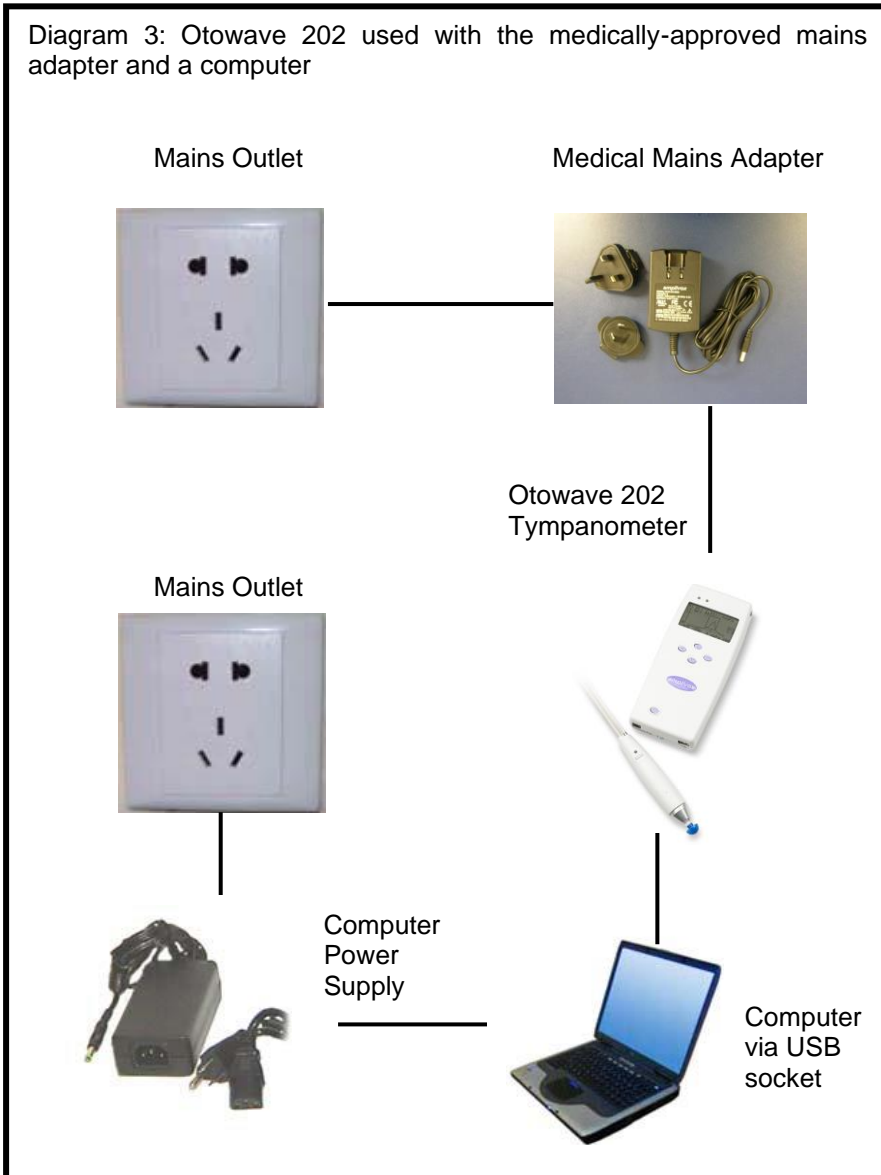 Diagram 3: Otowave 202 used with the medically-approved mains
adapter and a computer
Mains Outlet
Medical Mains Adapter
amplivox
Otowave 202
Tympanometer
Mains Outlet
Computer
Power
Supply
Computer
via USB
socket